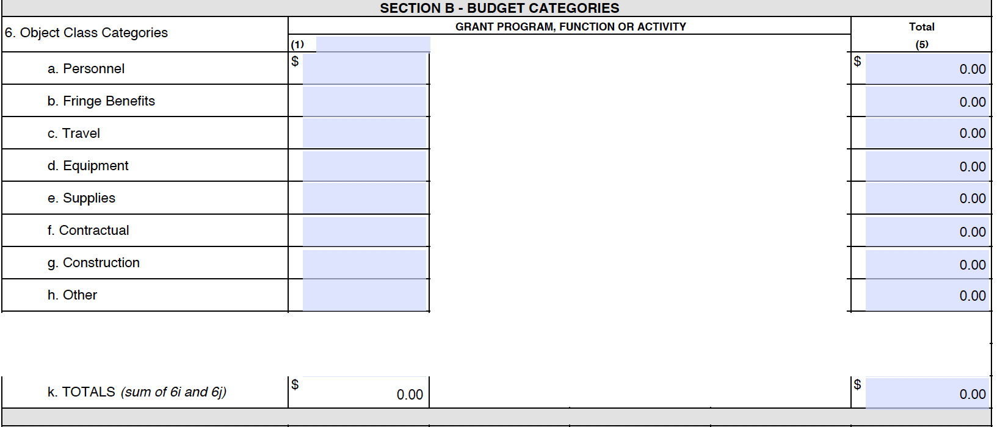 SECTION B - BUDGET CATEGORIES
6. Object Class Categories
GRANT PROGRAM, FUNCTION OR ACTIVITY
Total
(1)
(5)
a. Personnel $ $ 0.00
b. Fringe Benefits 0.00
c. Travel 0.00
d. Equipment 0.00
e. Supplies 0.00
f. Contractual 0.00
g. Construction 0.00
h. Other 0.00
k. TOTALS (sum of 6i and 6j) $ 0.00 $ 0.00